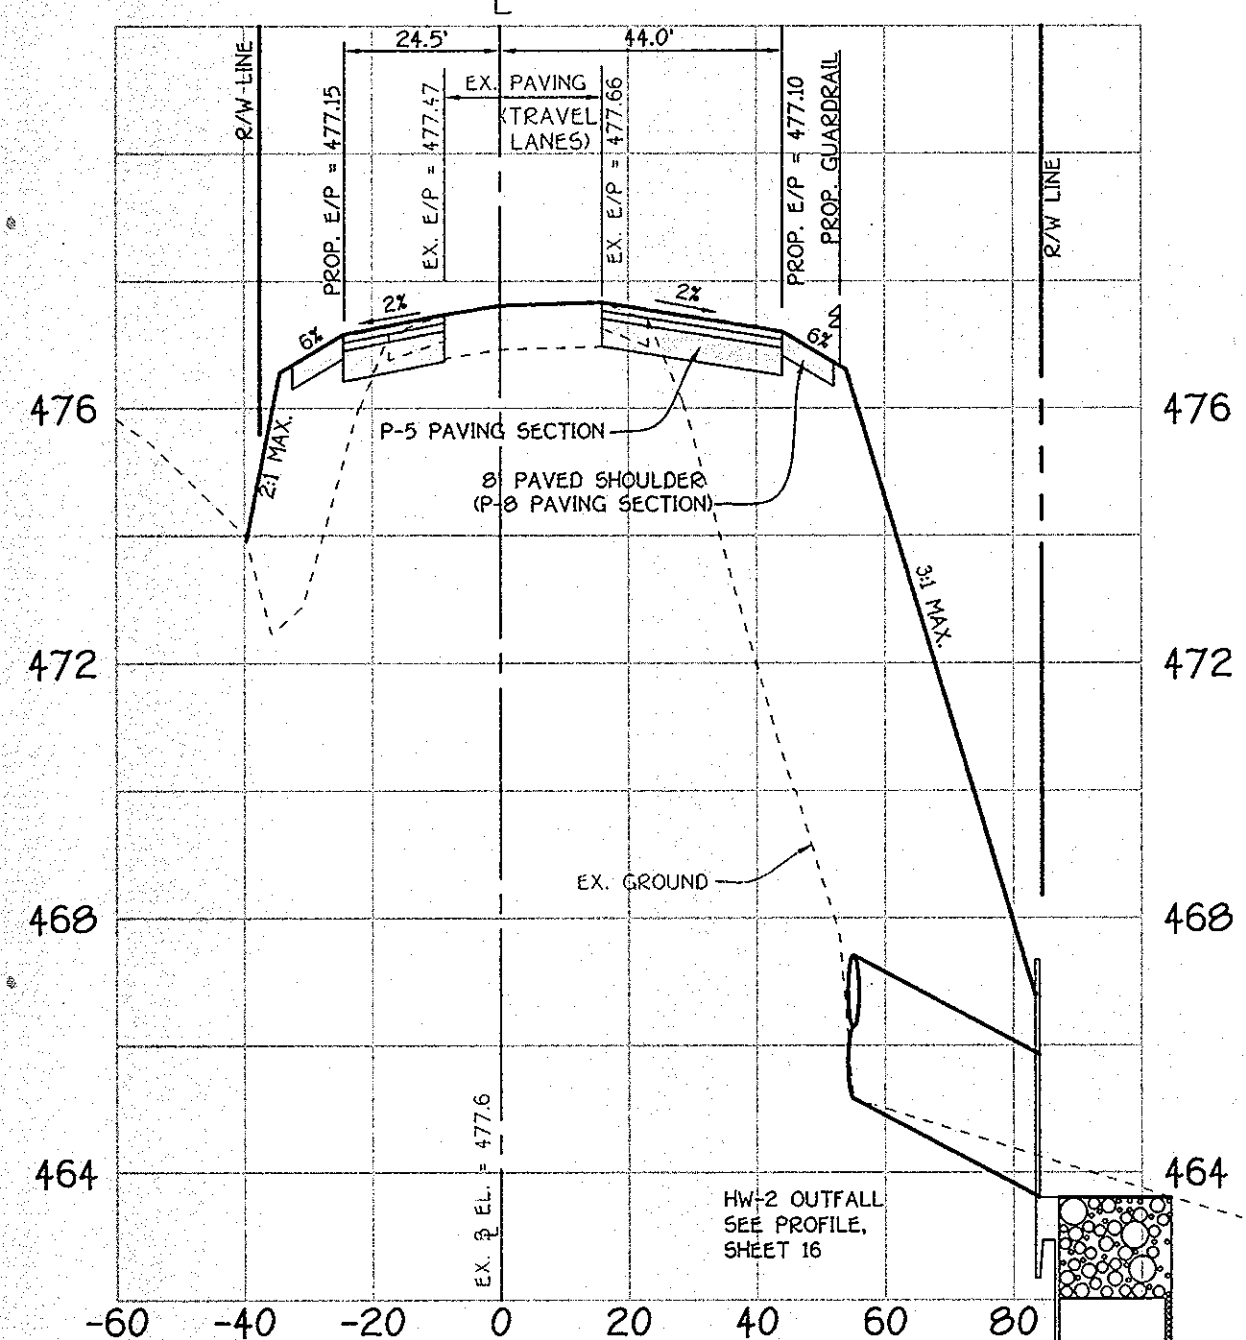 L
24.5'
44.0'
R/W LINE
PROP. E/P = 477.15
EX. E/P = 477.47
EX. PAVING
(TRAVEL
LANES)
EX. E/P = 477.66
PROP. E/P = 477.10
PROP. GUARDRAIL
R/W LINE
6%
2%
2%
6%
476
476
2:1 MAX.
P-5 PAVING SECTION
8' PAVED SHOULDER
(P-8 PAVING SECTION)
3:1 MAX.
472
472
EX. GROUND
468
468
EX. ℄ EL. = 477.6
464
464
HW-2 OUTFALL
SEE PROFILE,
SHEET 16
-60 -40 -20 0 20 40 60 80